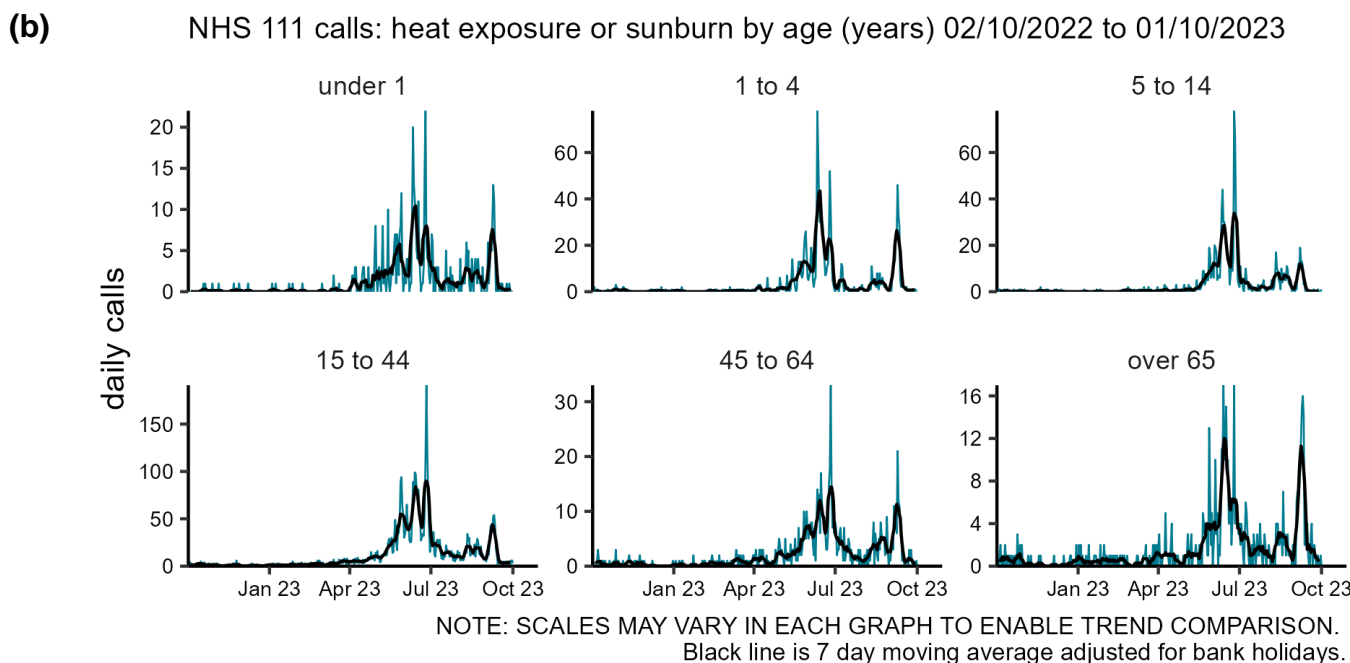 (b)
NHS 111 calls: heat exposure or sunburn by age (years) 02/10/2022 to 01/10/2023
under 1
1 to 4
5 to 14
20
15
10
5
0
60
40
20
0
60
40
20
0
daily calls
15 to 44
45 to 64
over 65
150
100
50
0
30
20
10
0
16
12
8
4
0
Jan 23 Apr 23 Jul 23 Oct 23
Jan 23 Apr 23 Jul 23 Oct 23
Jan 23 Apr 23 Jul 23 Oct 23
NOTE: SCALES MAY VARY IN EACH GRAPH TO ENABLE TREND COMPARISON.
Black line is 7 day moving average adjusted for bank holidays.